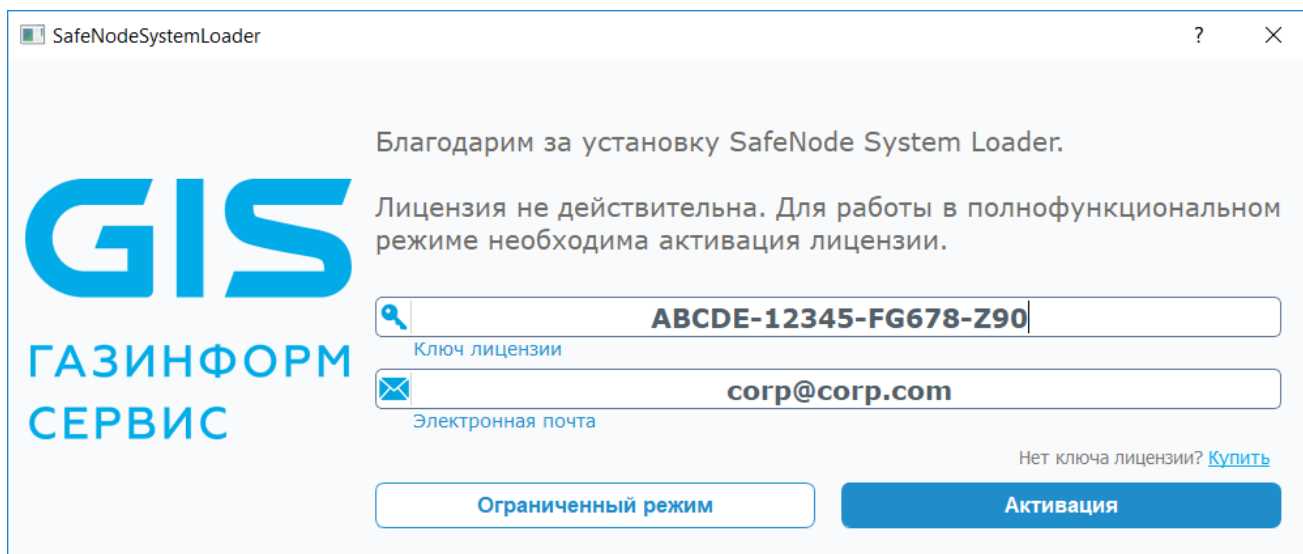 SafeNodeSystemLoader
?
Благодарим за установку SafeNode System Loader.
Лицензия не действительна. Для работы в полнофункциональном
режиме необходима активация лицензии.
GIS
ГАЗИНФОРМ
СЕРВИС
ABCDE-12345-FG678-Z90
Ключ лицензии
corp@corp.com
Электронная почта
Нет ключа лицензии? Купить
Ограниченный режим
Активация